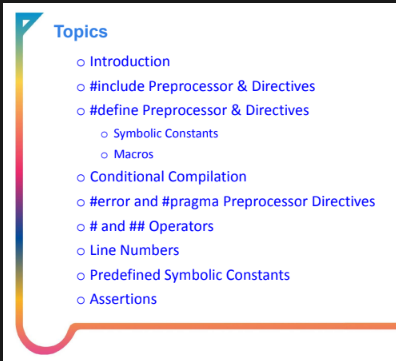 Topics
o Introduction
o #include Preprocessor & Directives
o #define Preprocessor & Directives
o Symbolic Constants
o Macros
o Conditional Compilation
o #error and #pragma Preprocessor Directives
o # and ## Operators
o Line Numbers
o Predefined Symbolic Constants
o Assertions